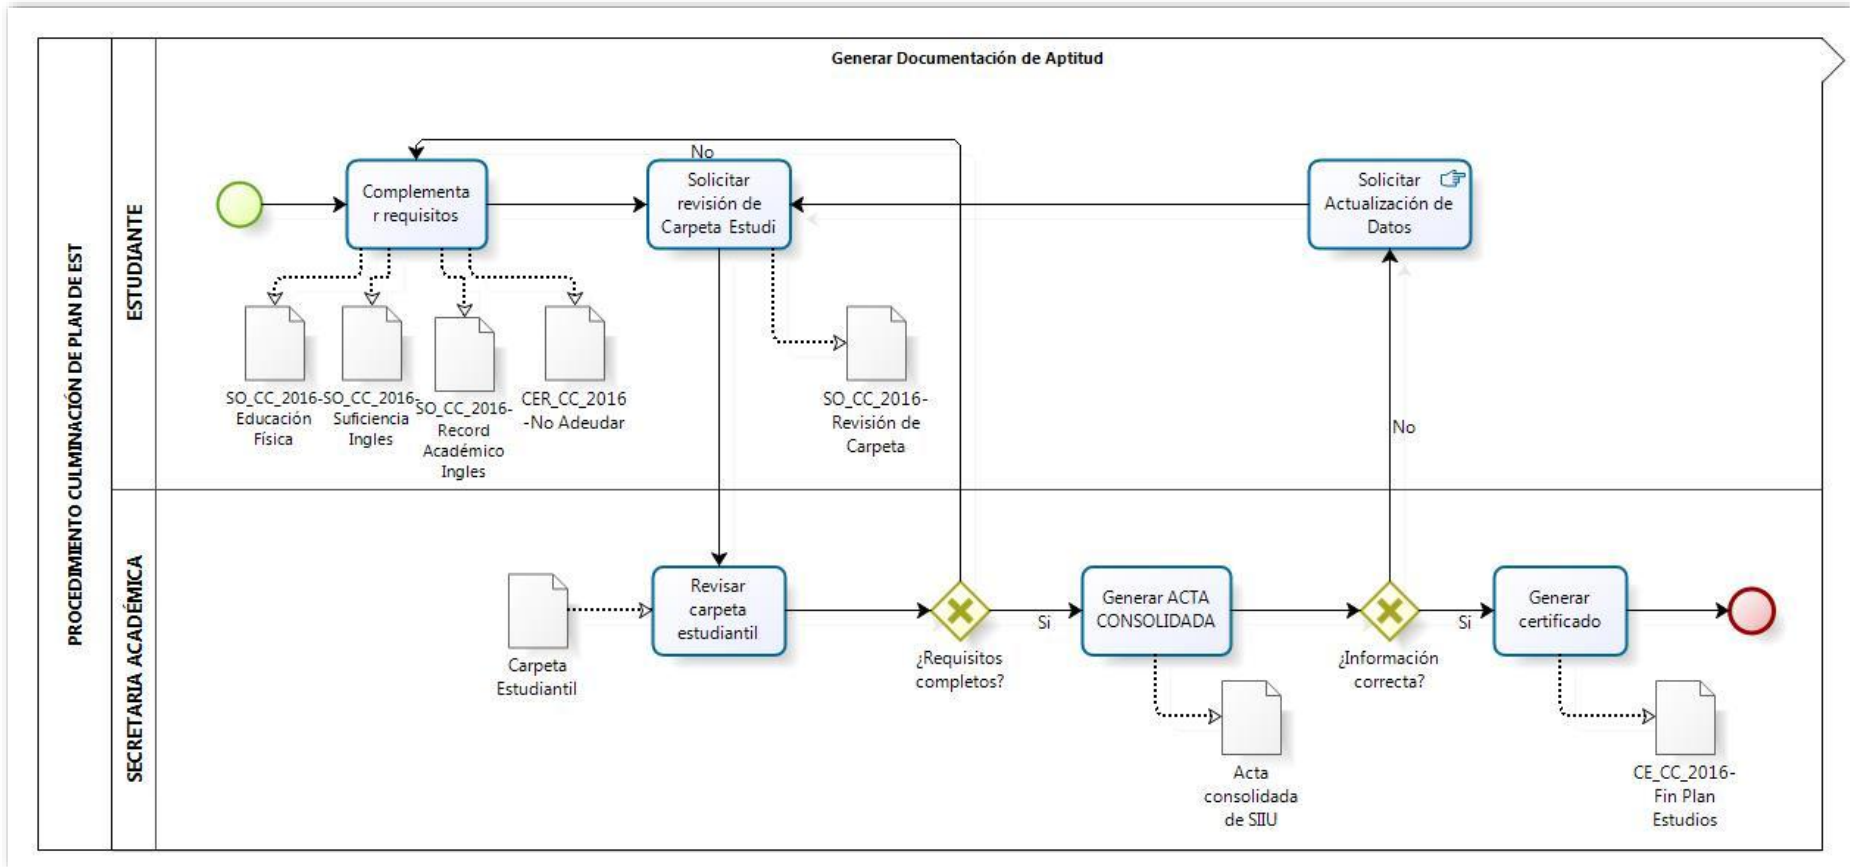 Generar Documentación de Aptitud
PROCEDIMIENTO CULMINACIÓN DE PLAN DE EST
ESTUDIANTE
No
Complementa
r requisitos
Solicitar
revisión de
Carpeta Estudi
Solicitar
Actualización de
Datos
SO_CC_2016-
Educación
Física
SO_CC_2016-
Suficiencia
Ingles
SO_CC_2016-
Record
Académico
Ingles
CER_CC_2016
-No Adeudar
SO_CC_2016-
Revisión de
Carpeta
No
SECRETARIA ACADÉMICA
Carpeta
Estudiantil
Revisar
carpeta
estudiantil
¿Requisitos
completos?
Si
Generar ACTA
CONSOLIDADA
Acta
consolidada
de SIIU
¿Información
correcta?
Si
Generar
certificado
CE_CC_2016-
Fin Plan
Estudios